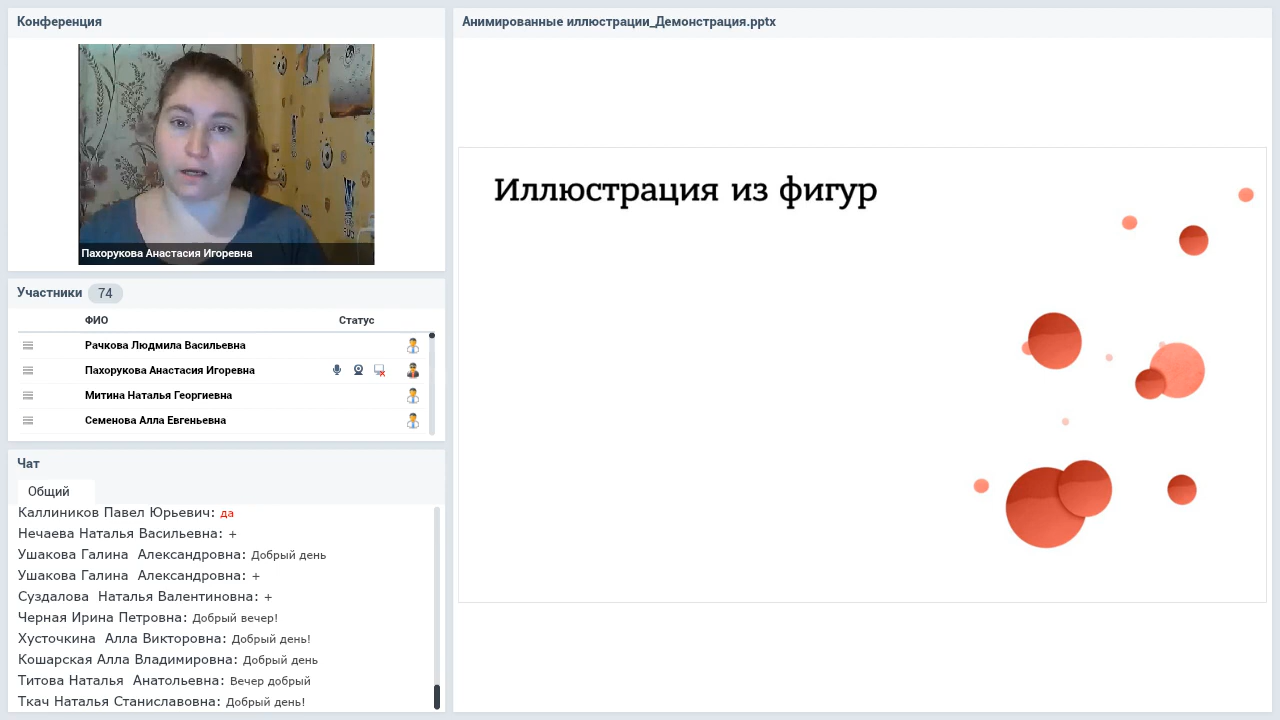 Конференция
Пахорукова Анастасия Игоревна
Участники 74
ФИО Статус
Рачкова Людмила Васильевна
Пахорукова Анастасия Игоревна
Митина Наталья Георгиевна
Семенова Алла Евгеньевна
Чат
Общий
Каллиников Павел Юрьевич: да
Нечаева Наталья Васильевна: +
Ушакова Галина Александровна: Добрый день
Ушакова Галина Александровна: +
Суздалова Наталья Валентиновна: +
Черная Ирина Петровна: Добрый вечер!
Хусточкина Алла Викторовна: Добрый день!
Кошарская Алла Владимировна: Добрый день
Титова Наталья Анатольевна: Вечер добрый
Ткач Наталья Станиславовна: Добрый день!
Анимированные иллюстрации_Демонстрация.pptx
Иллюстрация из фигур